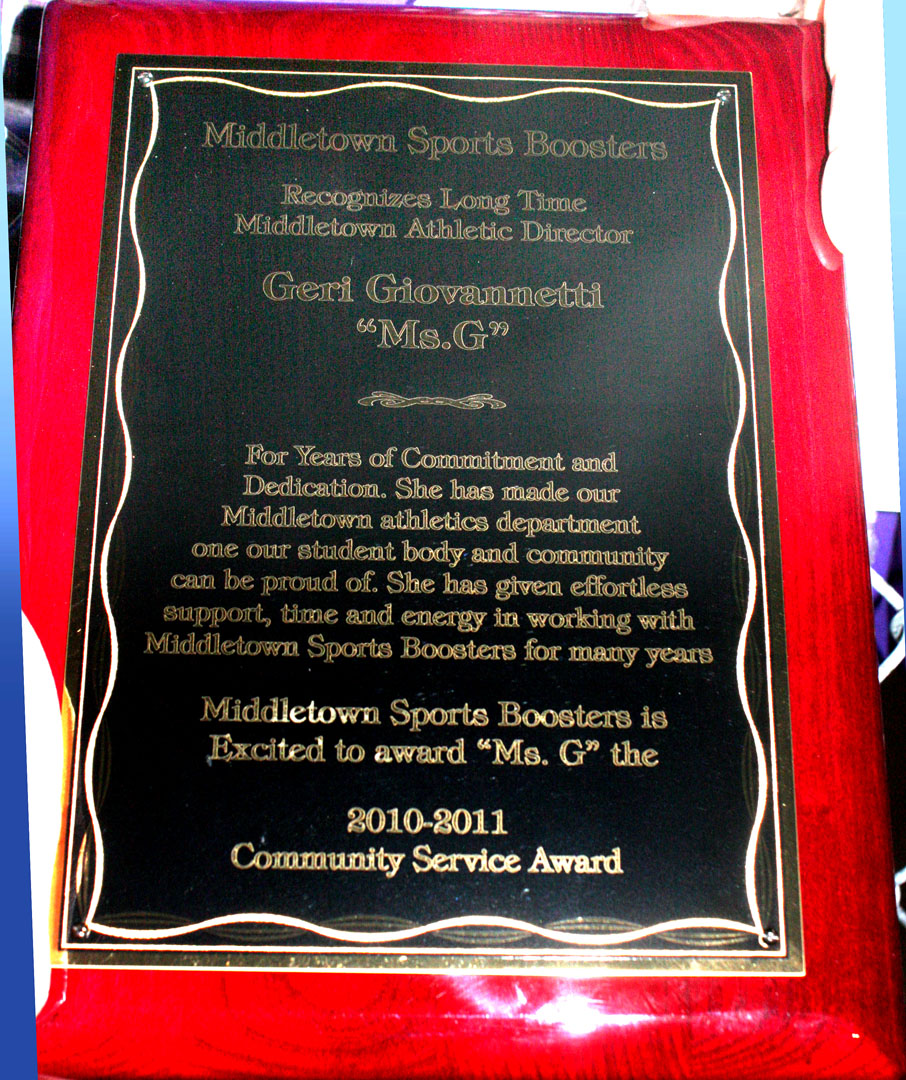 Middletown Sports Boosters
Recognizes Long Time
Middletown Athletic Director
Geri Giovannetti
“Ms.G”
For Years of Commitment and
Dedication. She has made our
Middletown athletics department
one our student body and community
can be proud of. She has given effortless
support, time and energy in working with
Middletown Sports Boosters for many years
Middletown Sports Boosters is
Excited to award “Ms. G” the
2010-2011
Community Service Award